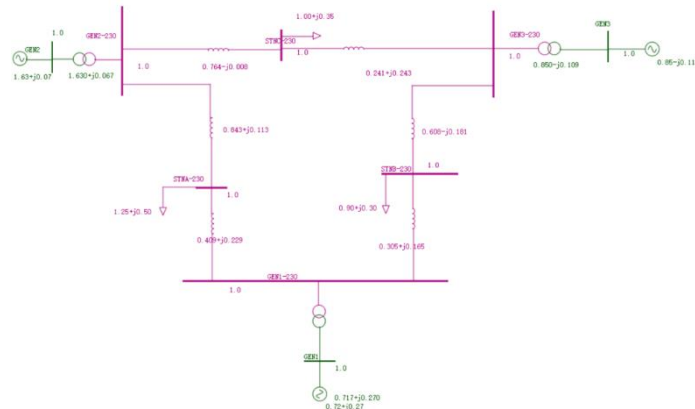 1.00+j0.35
GEN2
1.0
GEN2-230
STNC-230
GEN3-230
GEN3
1.0
1.0
1.0
1.0
1.63+j0.07
1.630+j0.067
0.764-j0.008
0.241+j0.243
0.850-j0.109
0.85-j0.11
0.843+j0.113
0.608-j0.181
STNA-230
1.0
STNB-230
1.0
1.25+j0.50
0.90+j0.30
0.409+j0.229
0.305+j0.165
GEN1-230
1.0
GEN1
1.0
0.717+j0.270
0.72+j0.27